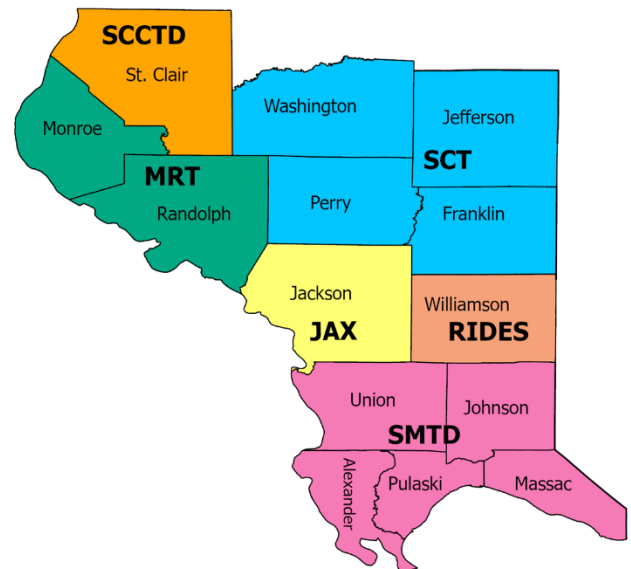 SCCTD
St. Clair
Washington
Jefferson
Monroe
SCT
MRT
Randolph
Perry
Franklin
Jackson
Williamson
JAX
RIDES
Union
Johnson
SMTD
Alexander
Pulaski
Massac